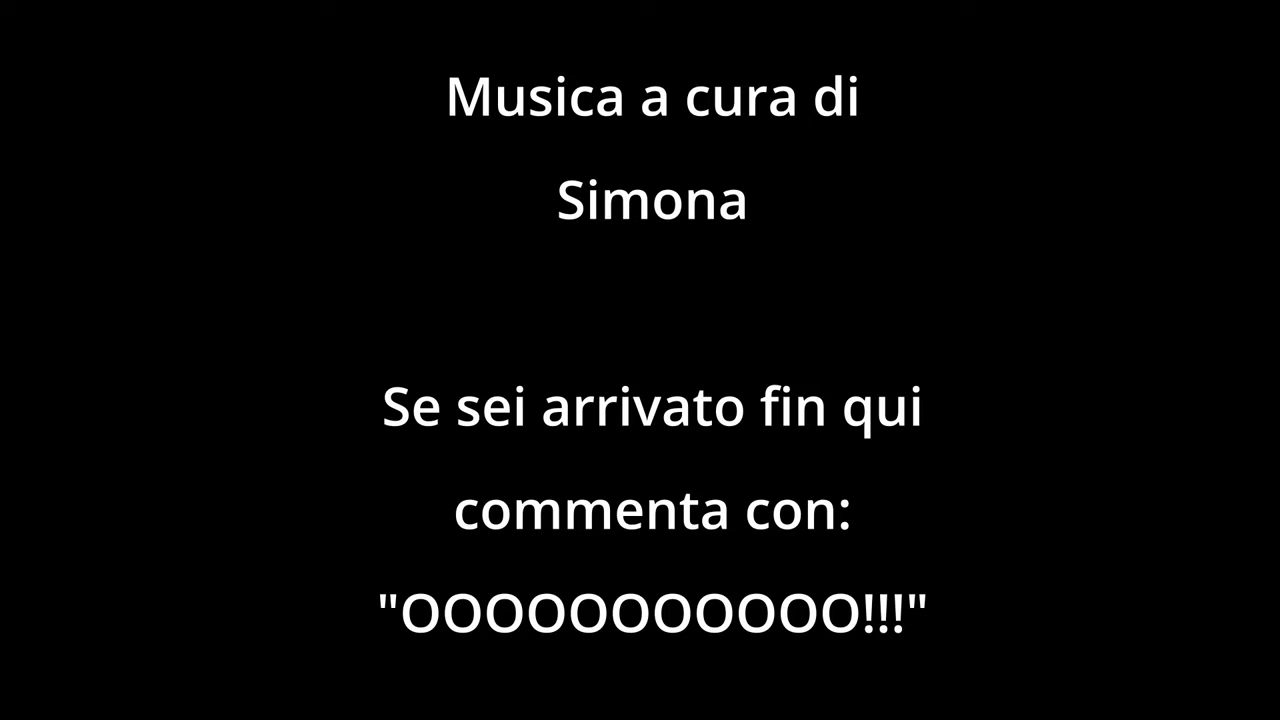 Musica a cura di
Simona
Se sei arrivato fin qui
commenta con:
"OOOOOOOOOOO!!!"